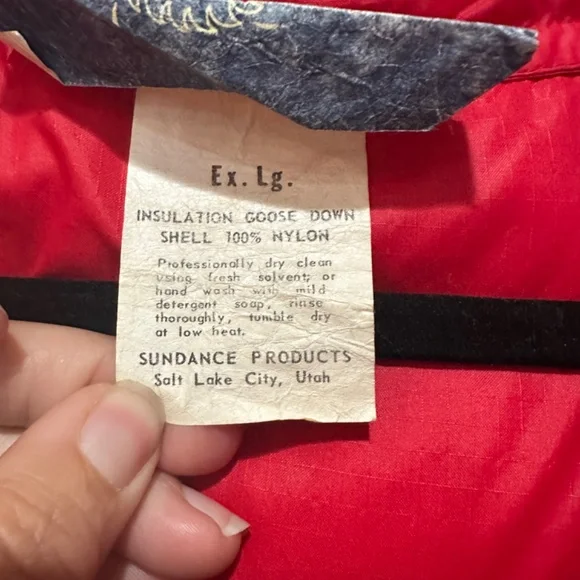 Ex. Lg.
INSULATION GOOSE DOWN
SHELL 100% NYLON
Professionally dry clean
using fresh solvent; or
hand wash with mild
detergent soap, rinse
thoroughly, tumble dry
at low heat.
SUNDANCE PRODUCTS
Salt Lake City, Utah